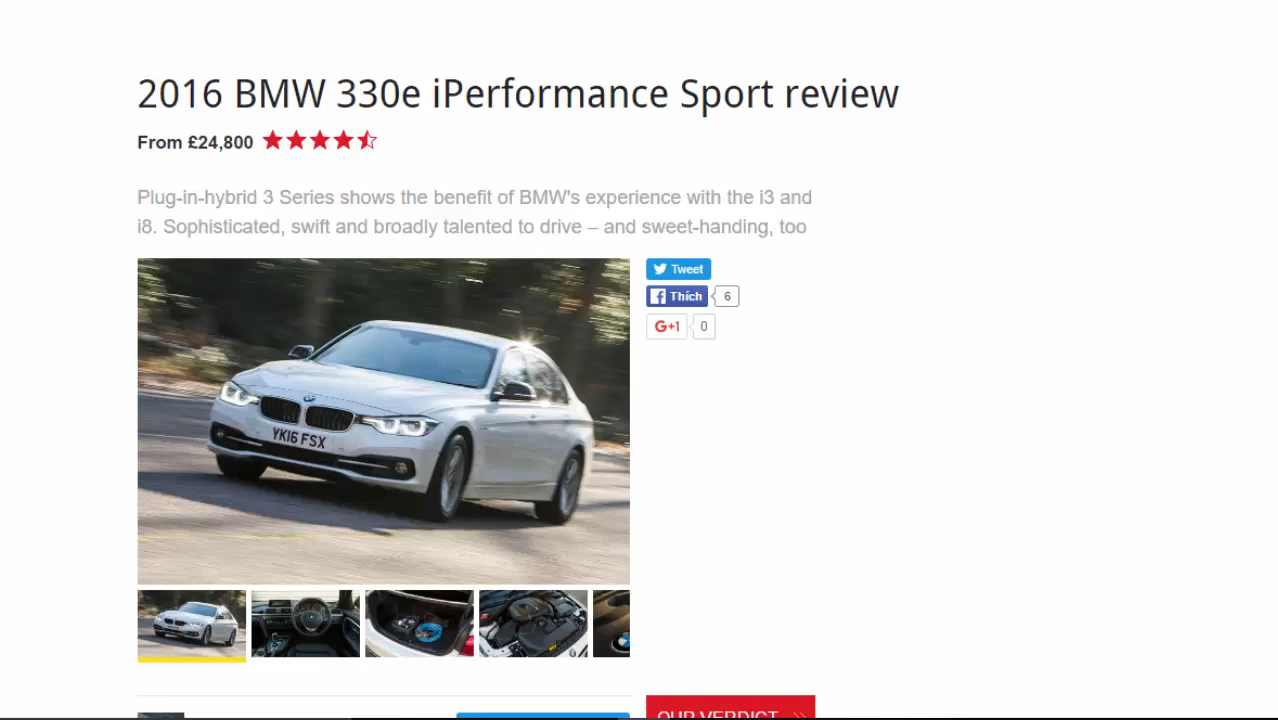 2016 BMW 330e iPerformance Sport review
From £24,800
Plug-in-hybrid 3 Series shows the benefit of BMW's experience with the i3 and
i8. Sophisticated, swift and broadly talented to drive – and sweet-handing, too
Tweet
Thích 6
G+1 0
YK16 FSX
OUR VERDICT